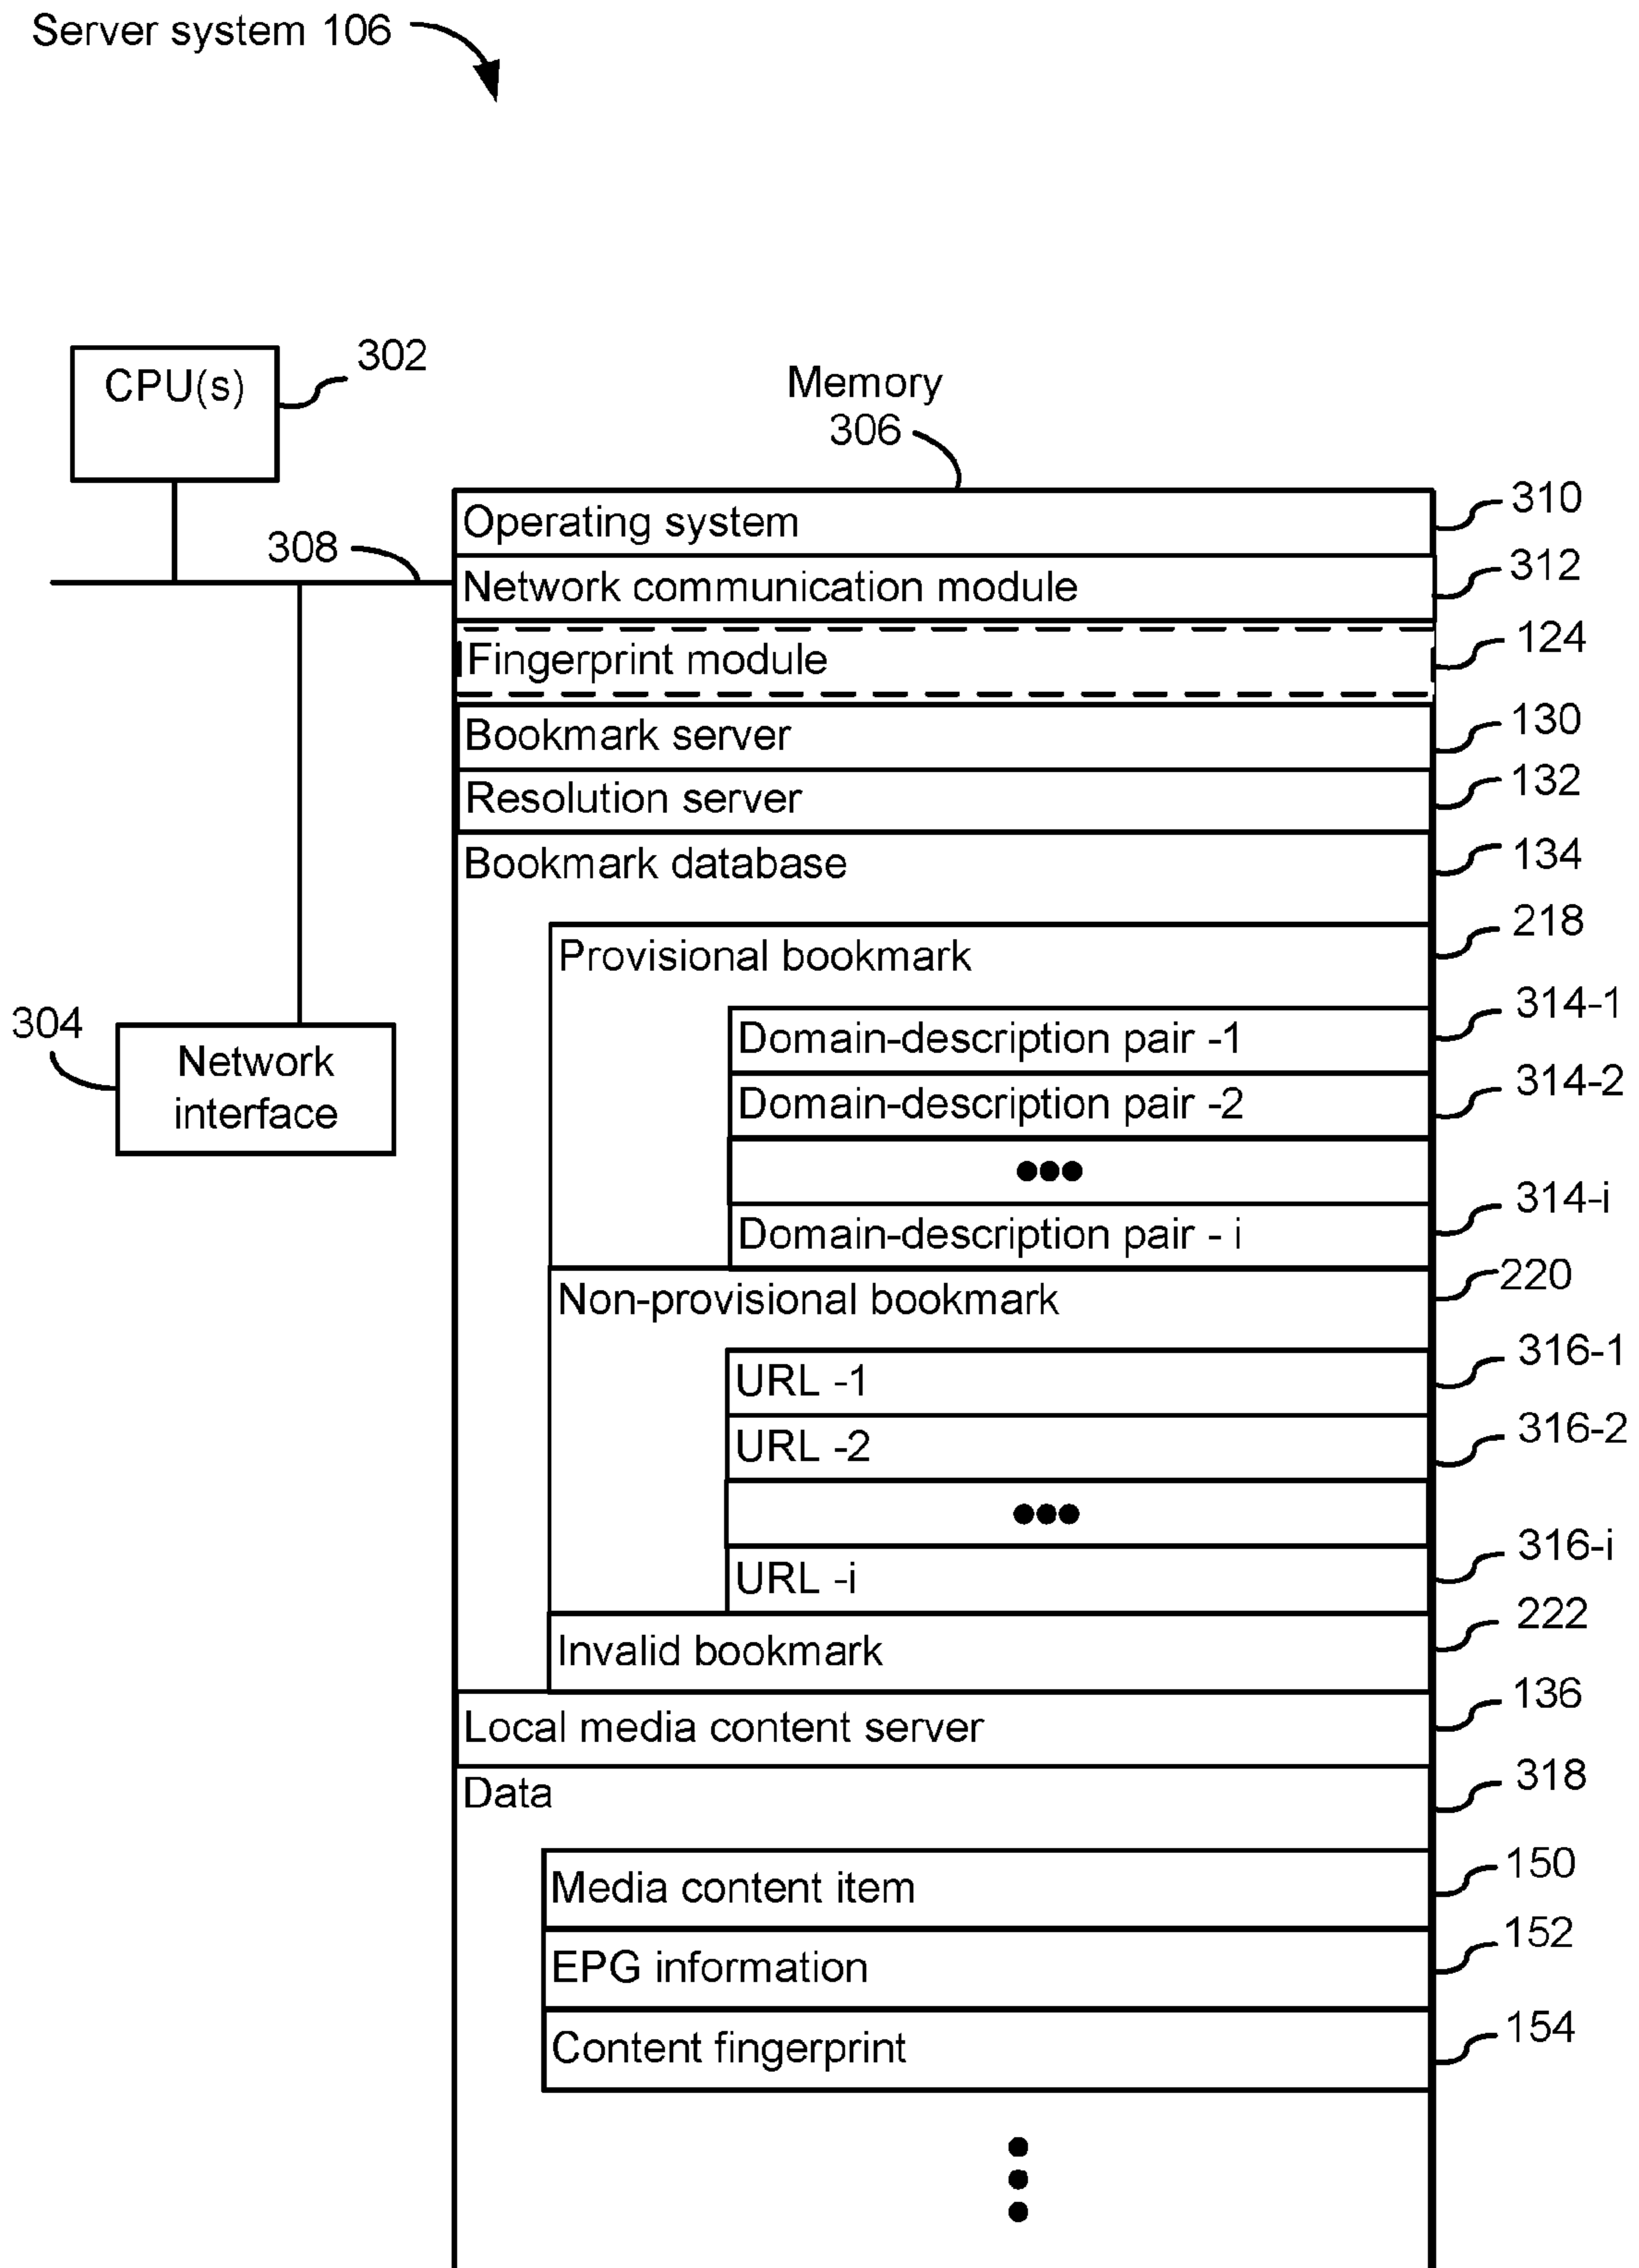 Server system 106
CPU(s)
302
Memory
306
308
Operating system
310
Network communication module
312
Fingerprint module
124
Bookmark server
130
Resolution server
132
Bookmark database
134
Provisional bookmark
218
Domain-description pair -1
314-1
Domain-description pair -2
314-2
Domain-description pair - i
314-i
304
Network
interface
Non-provisional bookmark
220
URL -1
316-1
URL -2
316-2
URL -i
316-i
Invalid bookmark
222
Local media content server
136
Data
318
Media content item
150
EPG information
152
Content fingerprint
154